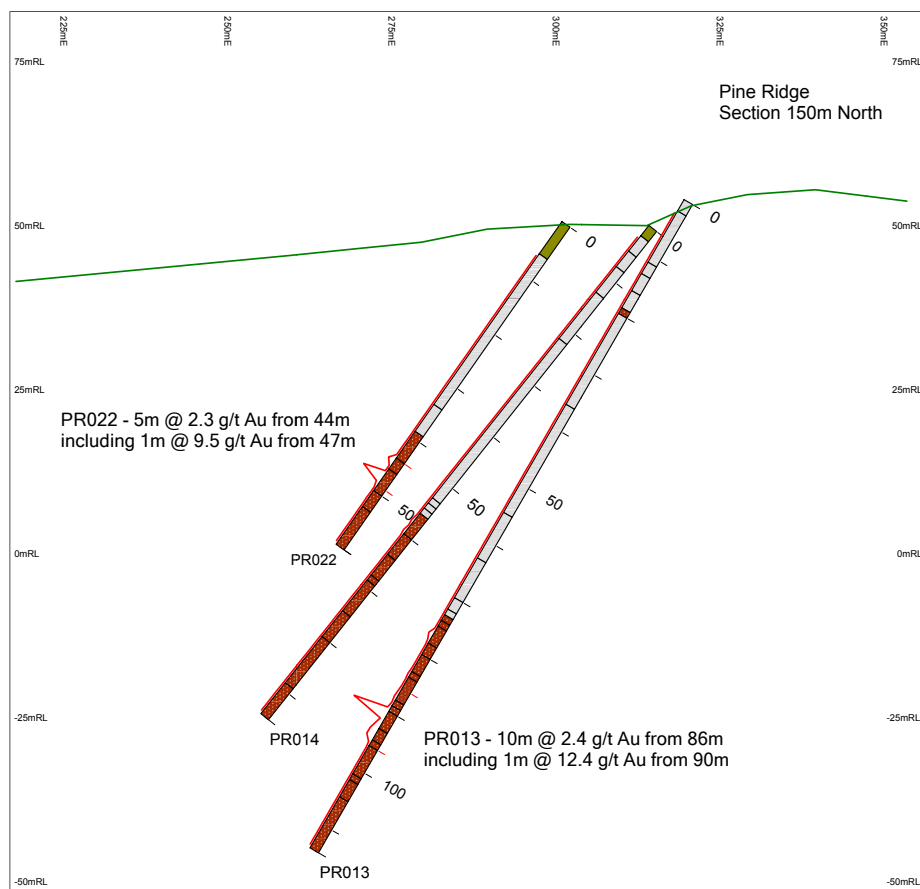 225mE
250mE
275mE
300mE
325mE
350mE
75mRL
75mRL
Pine Ridge
Section 150m North
50mRL
50mRL
0
0
0
25mRL
25mRL
PR022 - 5m @ 2.3 g/t Au from 44m
including 1m @ 9.5 g/t Au from 47m
50
50
50
0mRL
0mRL
PR022
-25mRL
-25mRL
PR014
PR013 - 10m @ 2.4 g/t Au from 86m
including 1m @ 12.4 g/t Au from 90m
100
PR013
-50mRL
-50mRL